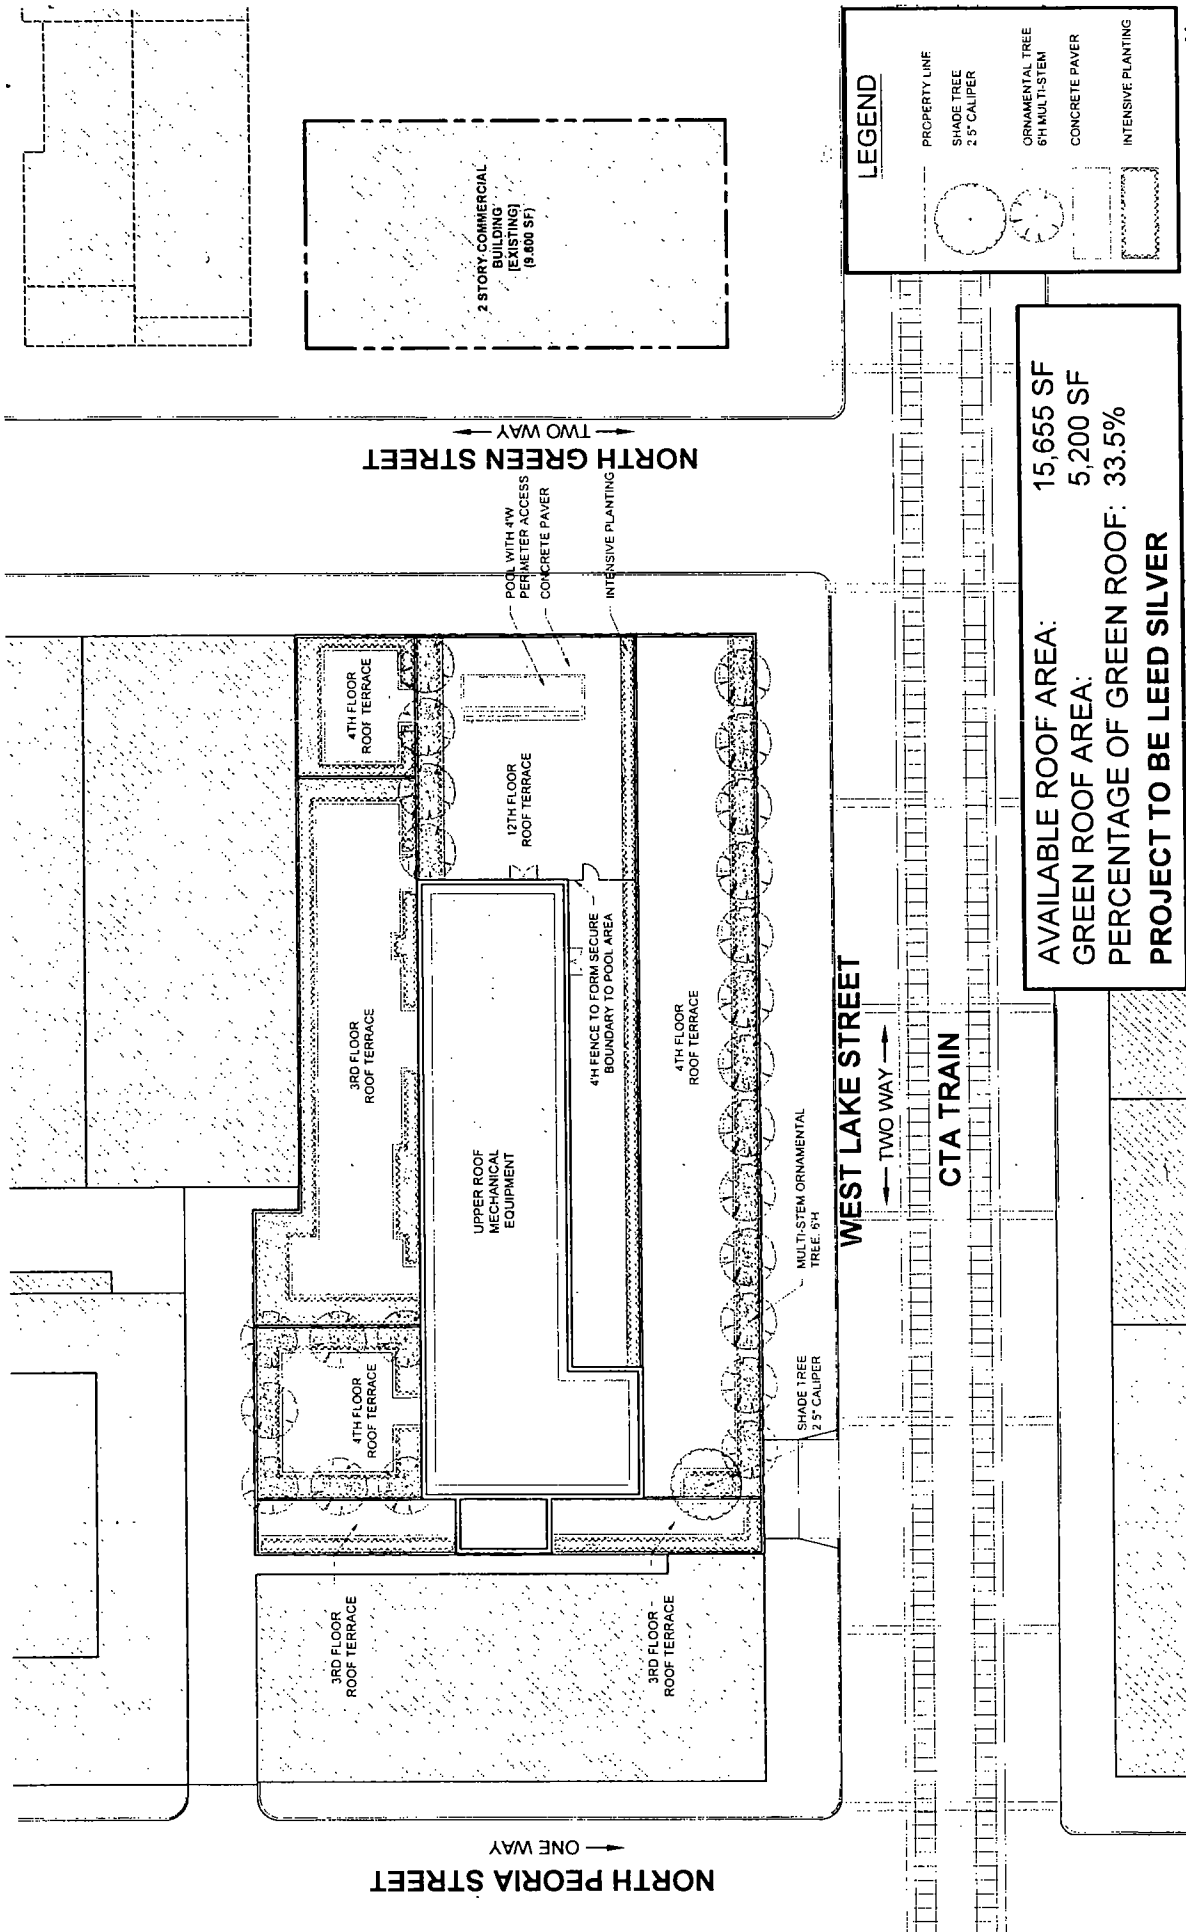 LEGEND
PROPERTY LINE
SHADE TREE
2.5" CALIPER
ORNAMENTAL TREE
6'H MULTI-STEM
CONCRETE PAVER
INTENSIVE PLANTING
2 STORY COMMERCIAL
BUILDING
[EXISTING]
(9,600 SF)
NORTH GREEN STREET
TWO WAY
POOL WITH 4'W
PERIMETER ACCESS
CONCRETE PAVER
INTENSIVE PLANTING
4TH FLOOR
ROOF TERRACE
12TH FLOOR
ROOF TERRACE
3RD FLOOR
ROOF TERRACE
4'H FENCE TO FORM SECURE
BOUNDARY TO POOL AREA
4TH FLOOR
ROOF TERRACE
UPPER ROOF
MECHANICAL
EQUIPMENT
4TH FLOOR
ROOF TERRACE
MULTI-STEM ORNAMENTAL
TREE, 6'H
SHADE TREE
2.5" CALIPER
3RD FLOOR
ROOF TERRACE
3RD FLOOR
ROOF TERRACE
WEST LAKE STREET
TWO WAY
CTA TRAIN
NORTH PEORIA STREET
ONE WAY
AVAILABLE ROOF AREA: 15,655 SF
GREEN ROOF AREA: 5,200 SF
PERCENTAGE OF GREEN ROOF: 33.5%
PROJECT TO BE LEED SILVER